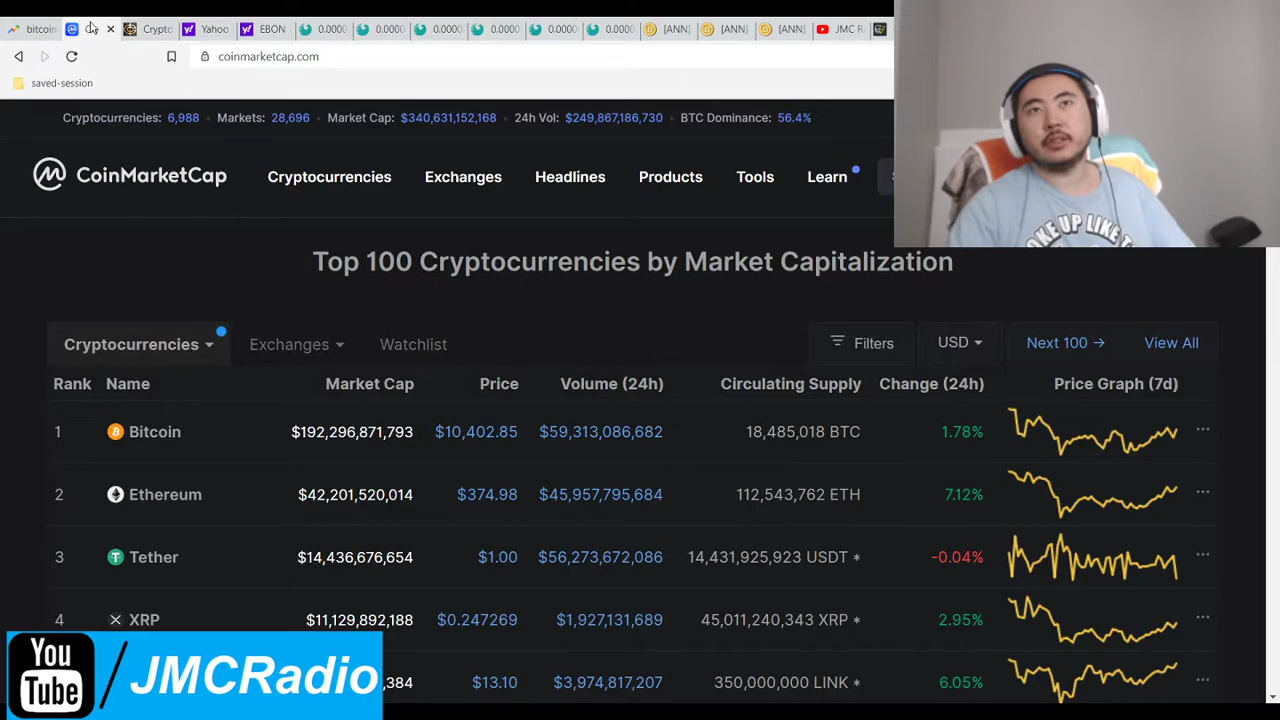 bitcoin
Crypto
Yahoo
EBON
0.0000
0.0000
0.0000
0.0000
0.0000
0.0000
[ANN]
[ANN]
[ANN]
JMC R
coinmarketcap.com
saved-session
Cryptocurrencies: 6,988 Markets: 28,696 Market Cap: $340,631,152,168 24h Vol: $249,867,186,730 BTC Dominance: 56.4%
CoinMarketCap Cryptocurrencies Exchanges Headlines Products Tools Learn
OKE UP LIKE T
Top 100 Cryptocurrencies by Market Capitalization
Cryptocurrencies Exchanges Watchlist Filters USD Next 100 → View All
Rank Name Market Cap Price Volume (24h) Circulating Supply Change (24h) Price Graph (7d)
1 Bitcoin $192,296,871,793 $10,402.85 $59,313,086,682 18,485,018 BTC 1.78%
2 Ethereum $42,201,520,014 $374.98 $45,957,795,684 112,543,762 ETH 7.12%
3 Tether $14,436,676,654 $1.00 $56,273,672,086 14,431,925,923 USDT * -0.04%
4 XRP $11,129,892,188 $0.247269 $1,927,131,689 45,011,240,343 XRP * 2.95%
384 $13.10 $3,974,817,207 350,000,000 LINK * 6.05%
You
Tube
/JMCRadio